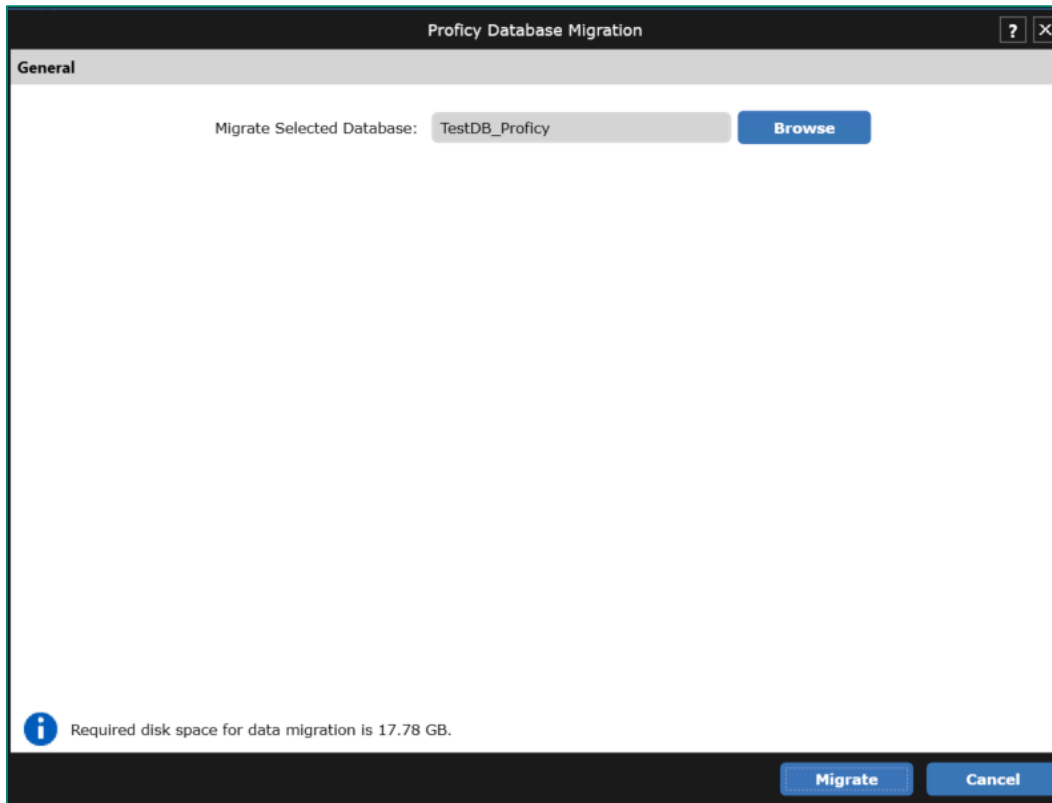 Proficy Database Migration
?
General
Migrate Selected Database: TestDB_Proficy Browse
Required disk space for data migration is 17.78 GB.
Migrate Cancel